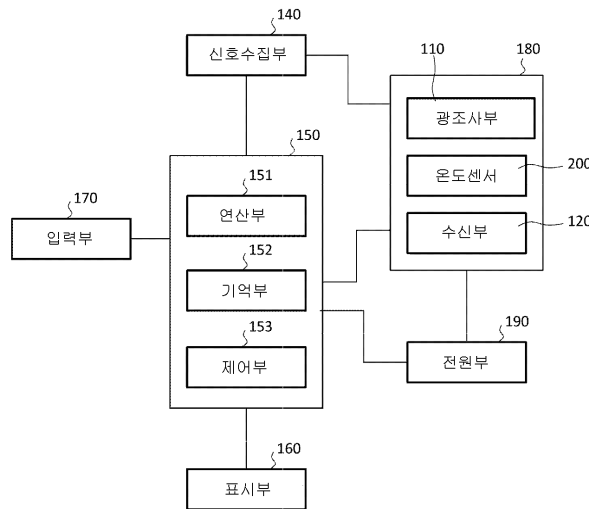 140
신호수집부
110
180
광조사부
150
151
온도센서
200
170
연산부
입력부
수신부
120
152
기억부
153
190
제어부
전원부
160
표시부